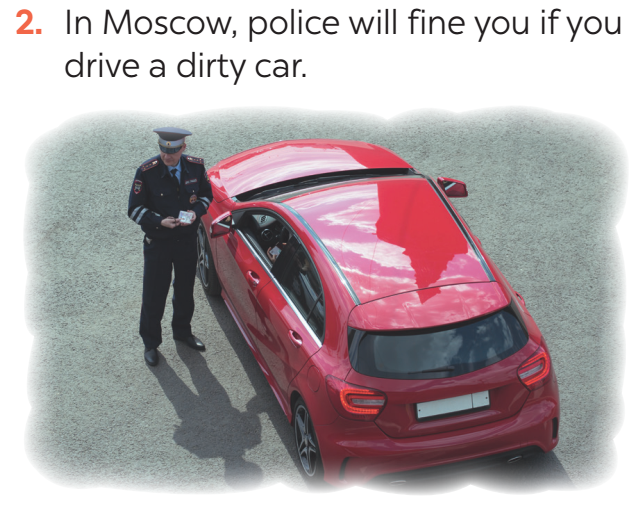 2. In Moscow, police will fine you if you
drive a dirty car.